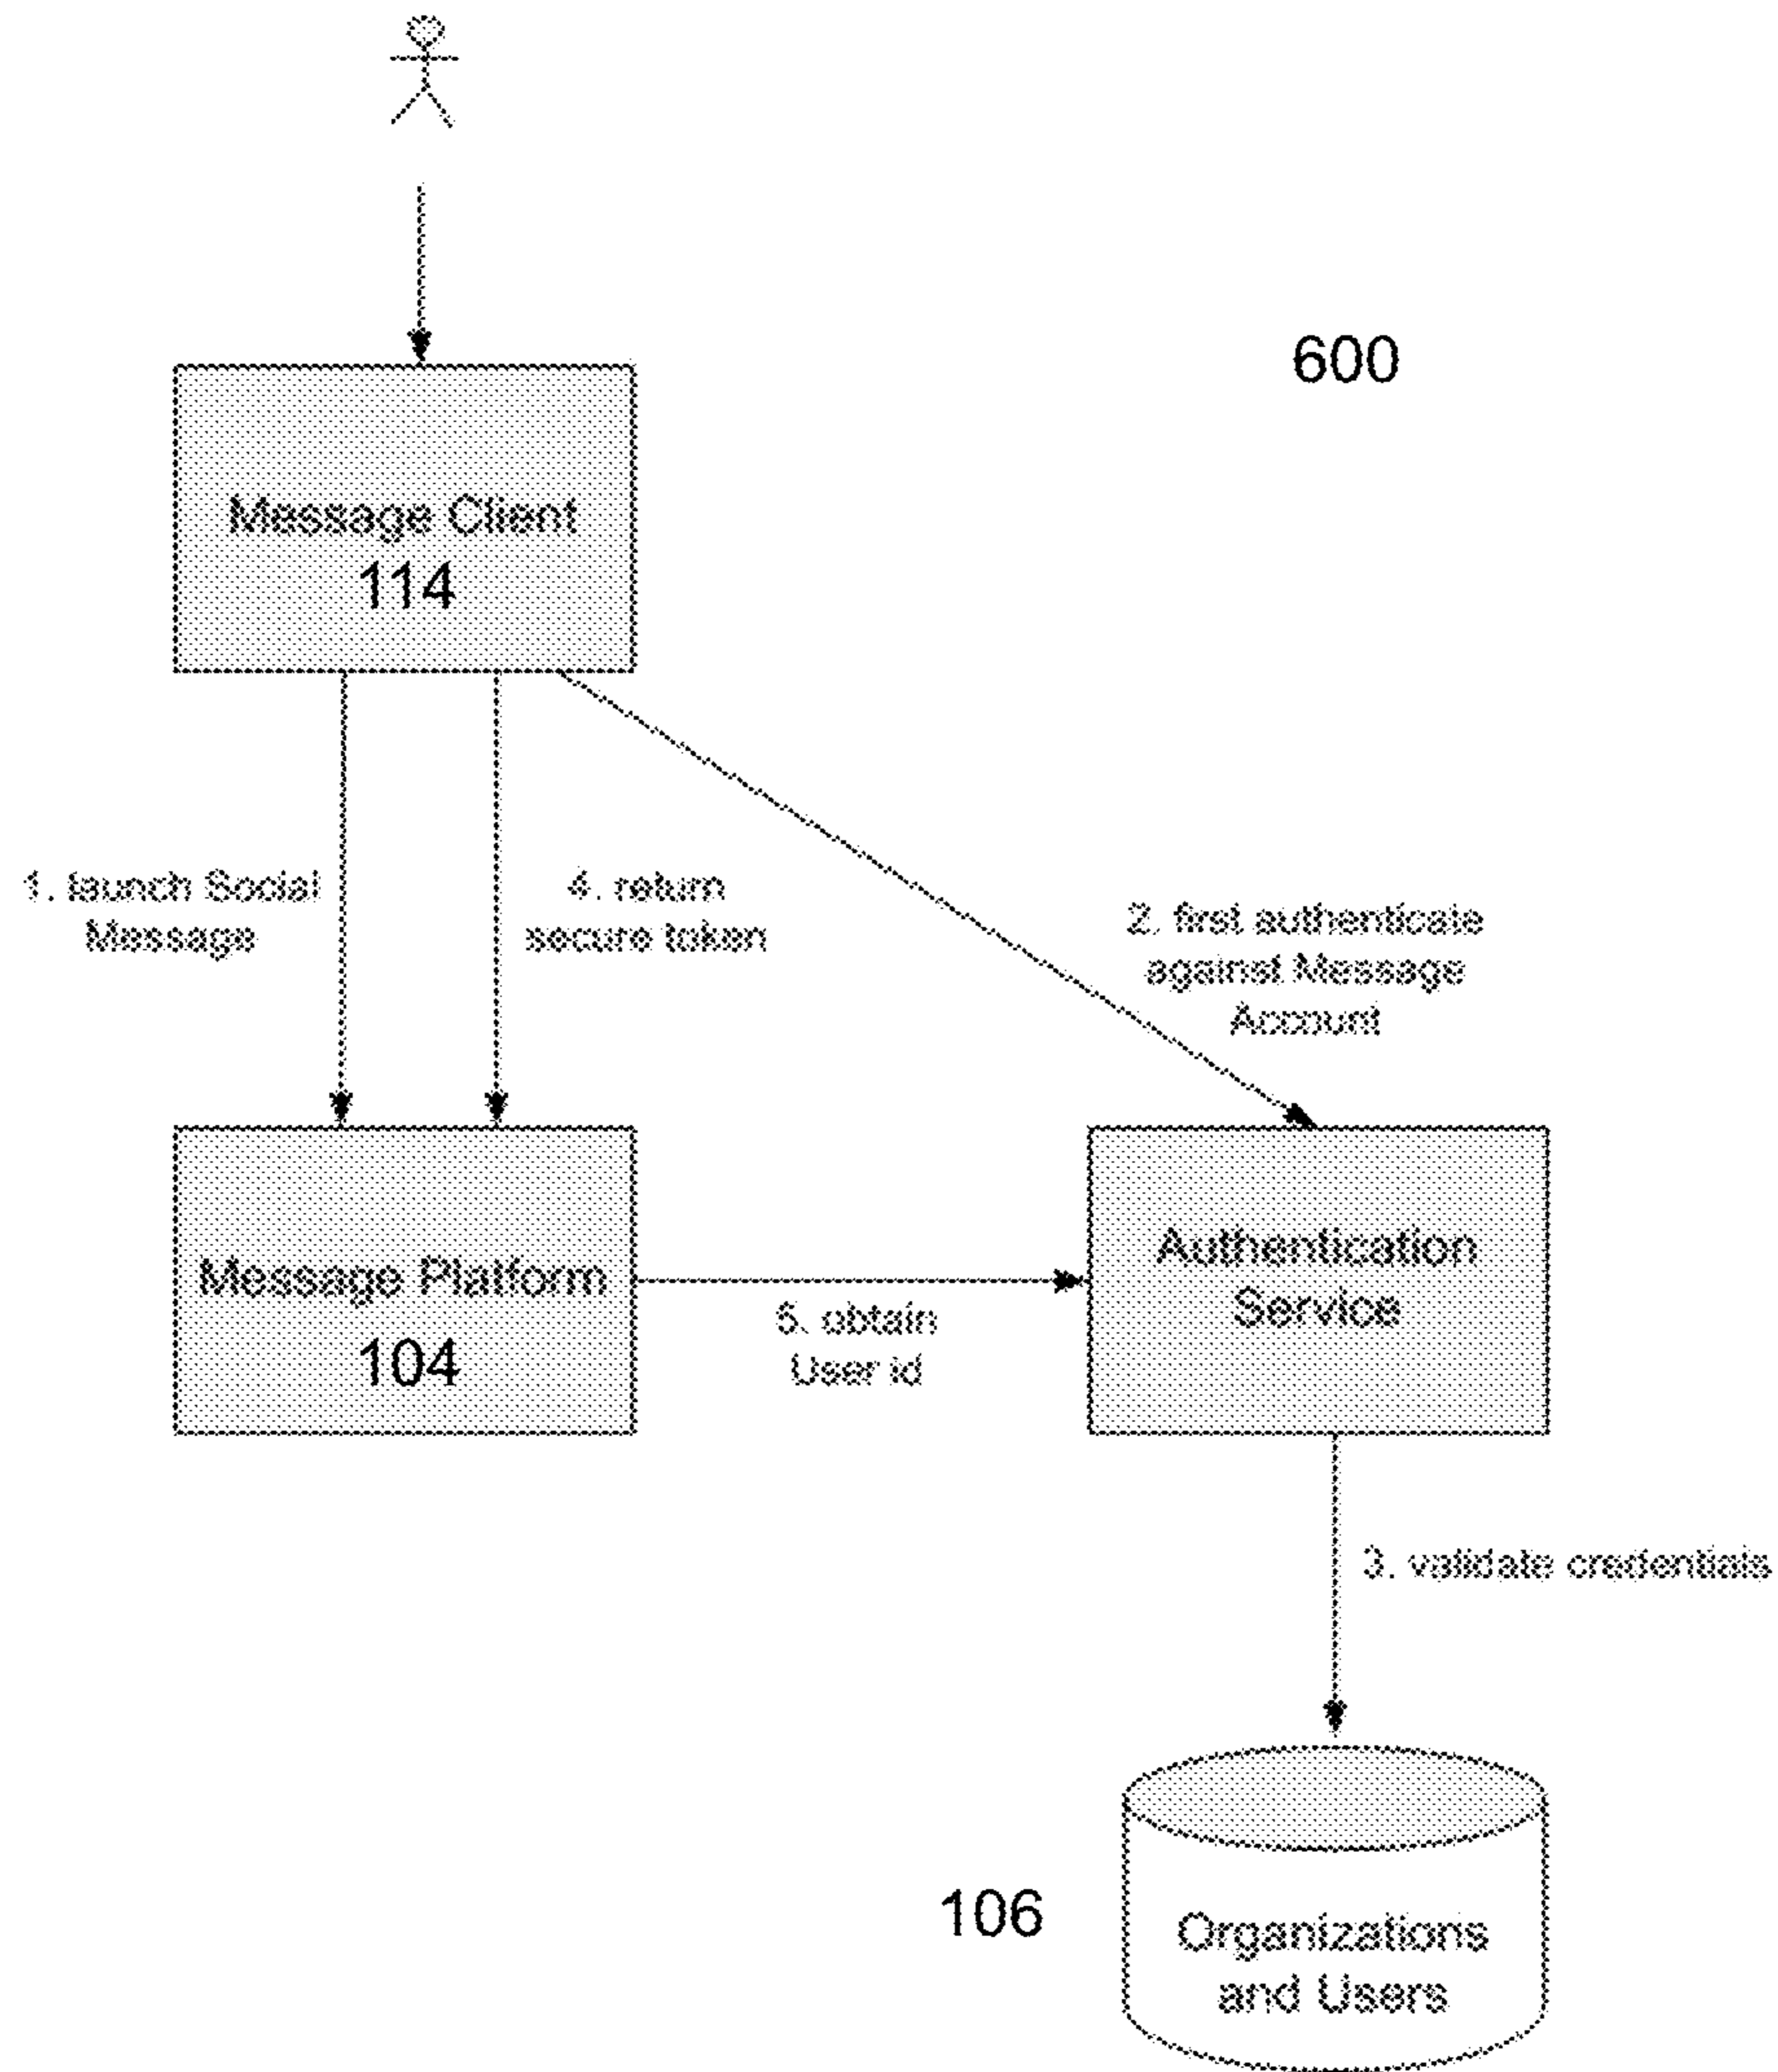 600
Message Client
114
1. launch Social
Message
4. return
secure token
2. first authenticate
against Message
Account
Message Platform
104
5. obtain
User id
Authentication
Service
3. validate credentials
106
Organizations
and Users